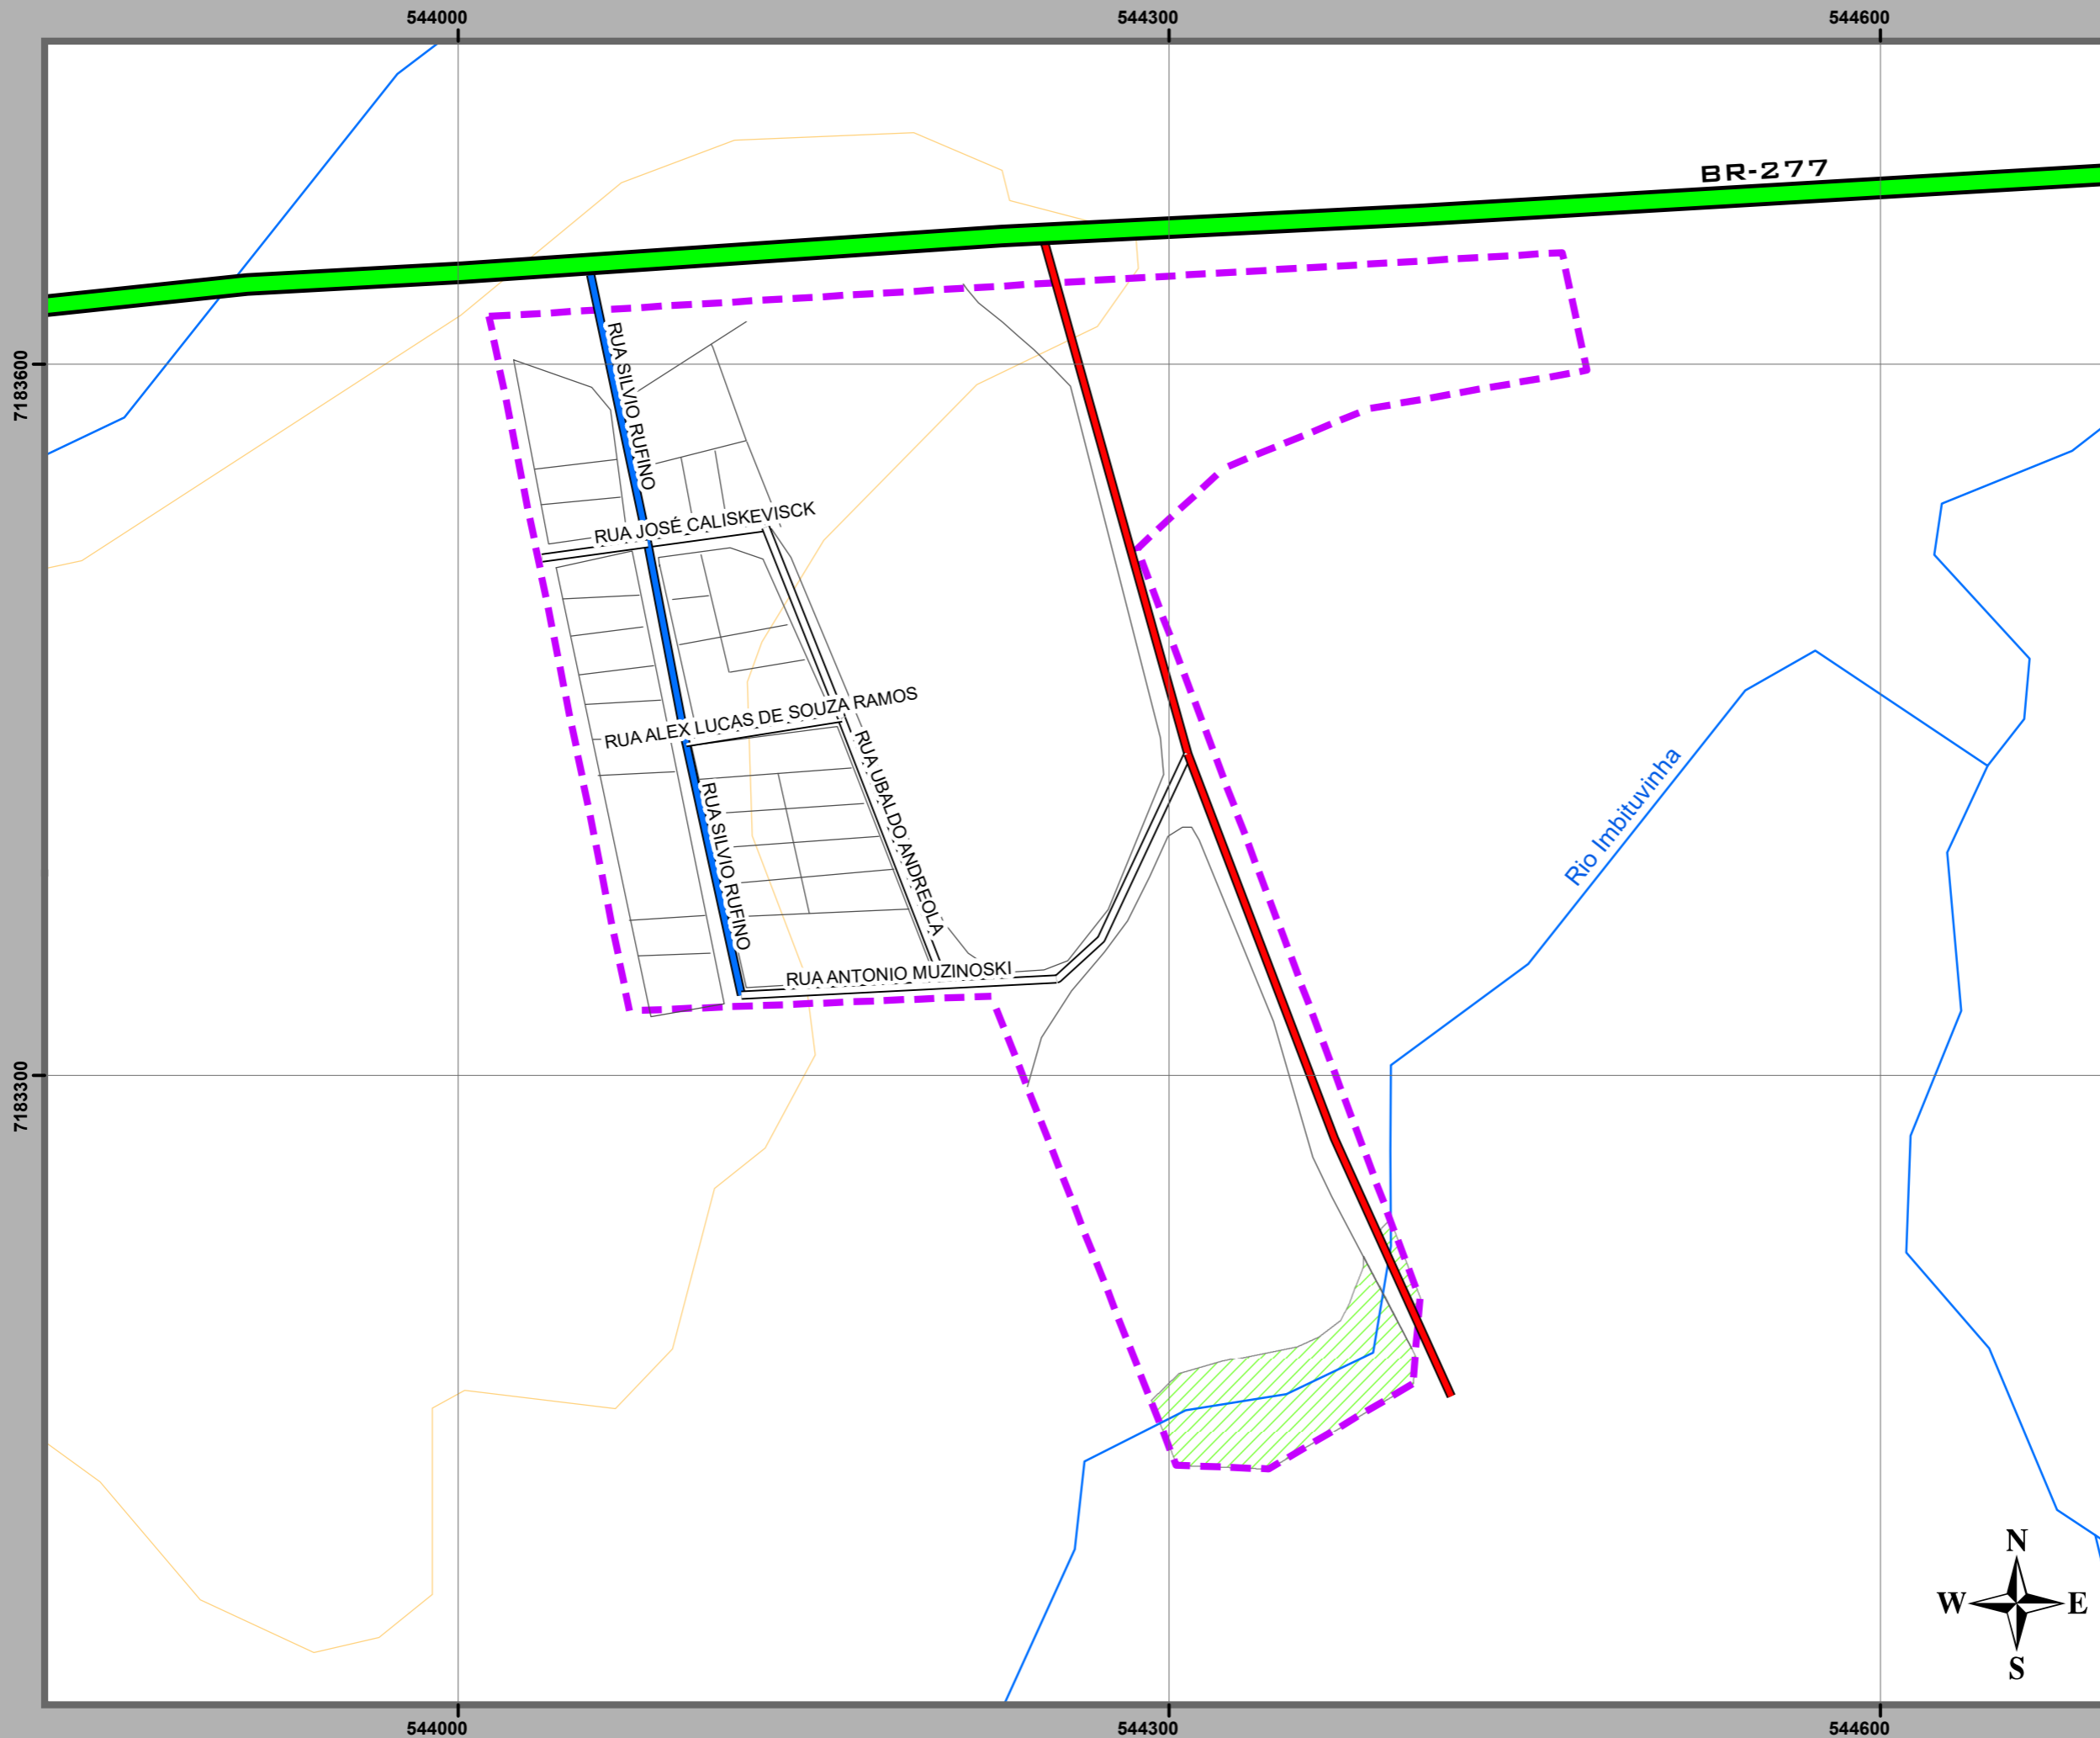 544000
544300
544600
BR-277
7183600
RUA SILVIO RUFINO
RUA JOSÉ CALISKEVISCK
RUA ALEX LUCAS DE SOUZA RAMOS
RUA UBALDO ANDREOLA
RUA SILVIO RUFINO
Rio Imbituvinha
RUA ANTONIO MUZINOSKI
7183300
N
W
E
S
544000
544300
544600